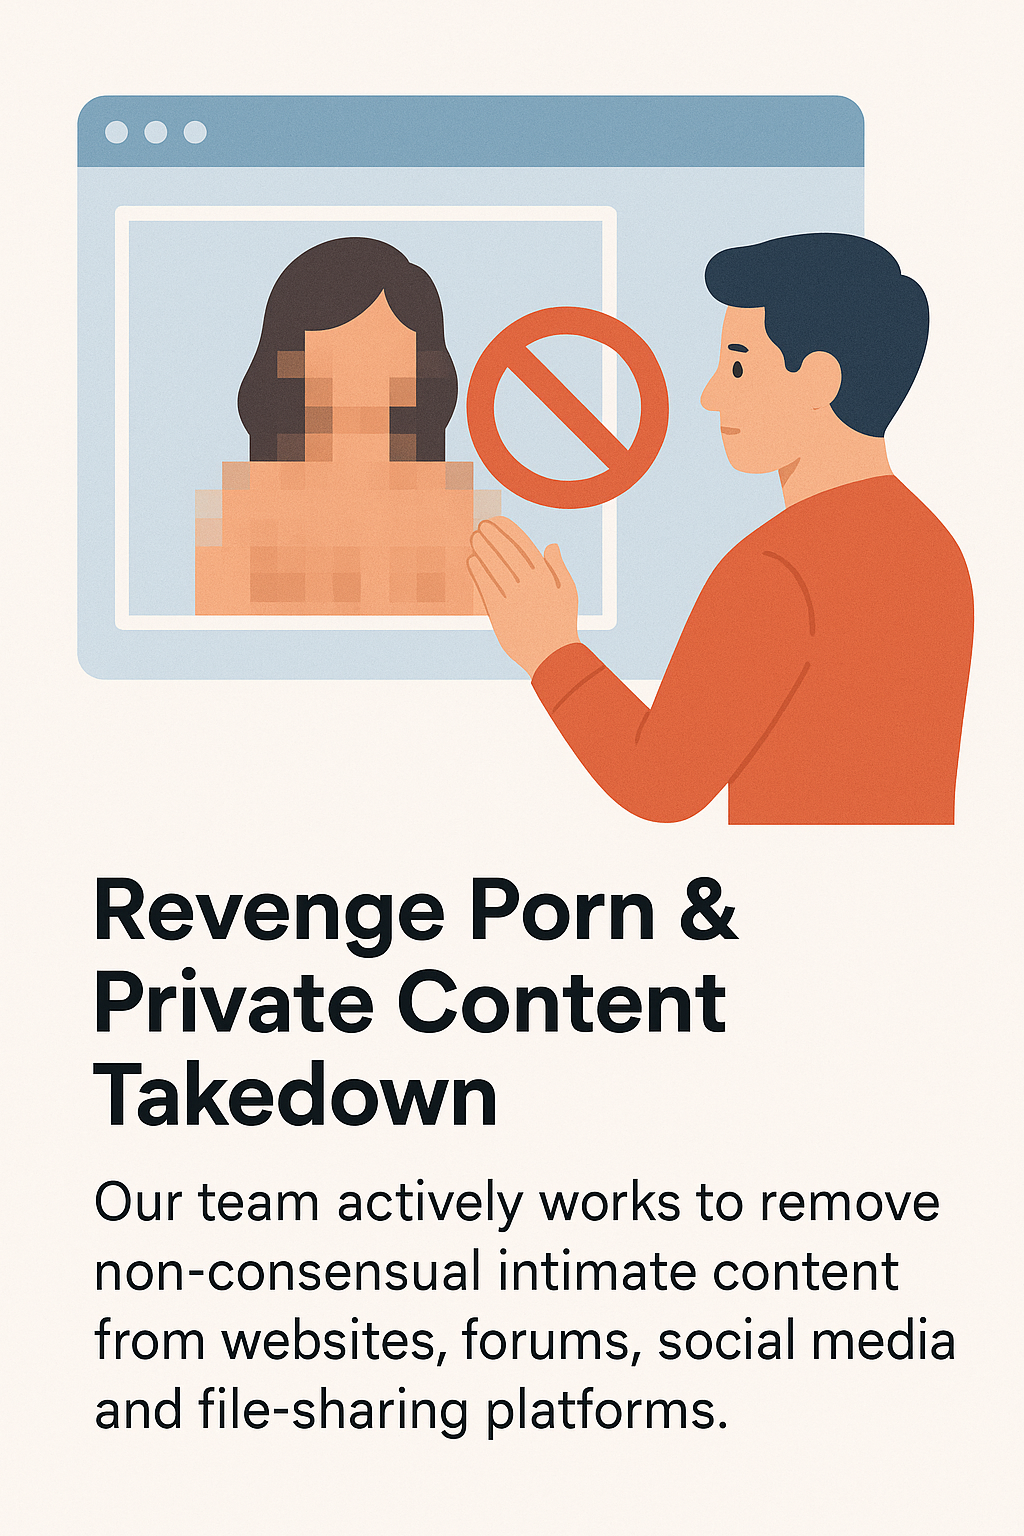 Revenge Porn &
Private Content
Takedown
Our team actively works to remove
non-consensual intimate content
from websites, forums, social media
and file-sharing platforms.